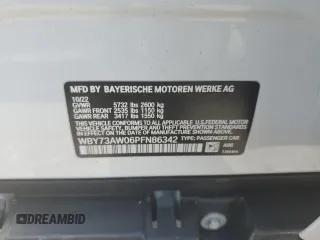 MFD BY BAYERISCHE MOTOREN WERKE AG
10/22
GVWR 5732 lbs 2600 kg
GAWR FRONT 2535 lbs 1150 kg
GAWR REAR 3417 lbs 1550 kg
THIS VEHICLE CONFORMS TO ALL APPLICABLE U.S. FEDERAL MOTOR
VEHICLE SAFETY, BUMPER, AND THEFT PREVENTION STANDARDS
IN EFFECT ON THE DATE OF MANUFACTURE SHOWN ABOVE.
WBY73AW06PFNB6342 TYPE: PASSENGER CAR
DREAMBID